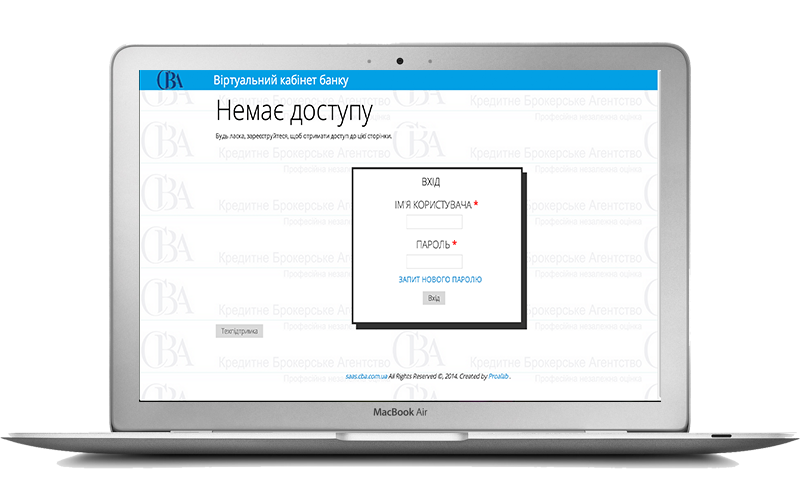 CBA
Віртуальний кабінет банку
Немає доступу
Будь ласка, зареєструйтеся, щоб отримати доступ до цієї сторінки.
ВХІД
ІМ'Я КОРИСТУВАЧА *
ПАРОЛЬ *
ЗАПИТ НОВОГО ПАРОЛЮ
Вхід
Техпідтримка
saas.cba.com.ua All Rights Reserved ©, 2014. Created by
CBA
Кредитне Брокерське Агентство
Професійна незалежна оцінка
MacBook Air